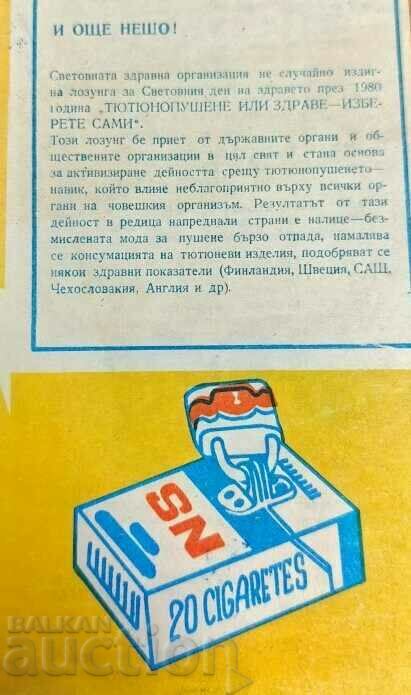 И ОЩЕ НЕШО!
Световната здравна организация не случайно издиг-
на лозунга за Световния ден на здравето през 1980
година „ТЮТЮНОПУШЕНЕ ИЛИ ЗДРАВЕ—ИЗБЕ-
РЕТЕ САМИ“.
Този лозунг бе приет от държавните органи и об-
ществените организации в цял свят и стана основа
за активизиране дейността срещу тютюнопушенето—
навик, който влияе неблагоприятно върху всички ор-
гани на човешкия организъм. Резултатът от тази
дейност в редица напреднали страни е налице—без-
мислената мода за пушене бързо отпада, намалява
се консумацията на тютюневи изделия, подобряват се
някои здравни показатели (Финландия, Швеция, САЩ,
Чехословакия, Англия и др).
SN
20 CIGARETES
BALKAN
auction